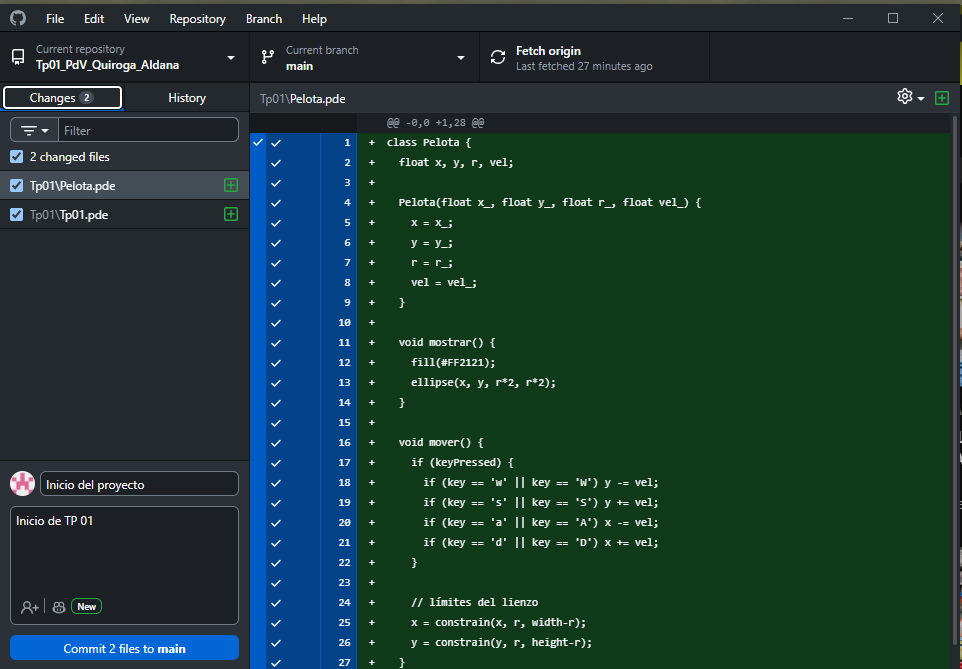 File Edit View Repository Branch Help
Current repository
Tp01_PdV_Quiroga_Aldana
Current branch
main
Fetch origin
Last fetched 27 minutes ago
Changes 2
History
Tp01\Pelota.pde
Filter
2 changed files
Tp01\Pelota.pde
Tp01\Tp01.pde
Inicio del proyecto
Inicio de TP 01
New
Commit 2 files to main
@@ -0,0 +1,28 @@
1 + class Pelota {
2 + float x, y, r, vel;
3 +
4 + Pelota(float x_, float y_, float r_, float vel_) {
5 + x = x_;
6 + y = y_;
7 + r = r_;
8 + vel = vel_;
9 + }
10 +
11 + void mostrar() {
12 + fill(#FF2121);
13 + ellipse(x, y, r*2, r*2);
14 + }
15 +
16 + void mover() {
17 + if (keyPressed) {
18 + if (key == 'w' || key == 'W') y -= vel;
19 + if (key == 's' || key == 'S') y += vel;
20 + if (key == 'a' || key == 'A') x -= vel;
21 + if (key == 'd' || key == 'D') x += vel;
22 + }
23 +
24 + // límites del lienzo
25 + x = constrain(x, r, width-r);
26 + y = constrain(y, r, height-r);
27 + }